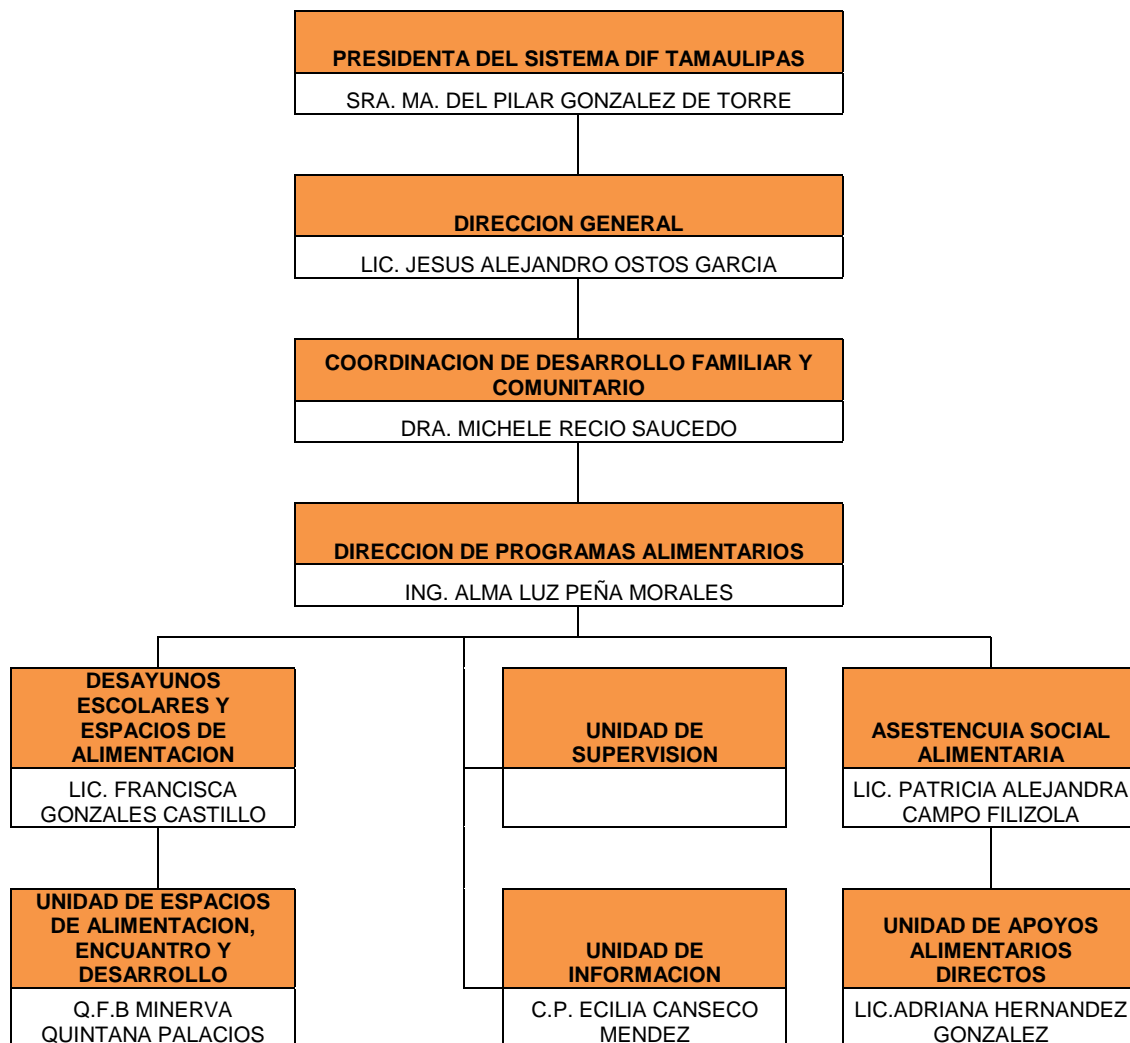 PRESIDENTA DEL SISTEMA DIF TAMAULIPAS
SRA. MA. DEL PILAR GONZALEZ DE TORRE
DIRECCION GENERAL
LIC. JESUS ALEJANDRO OSTOS GARCIA
COORDINACION DE DESARROLLO FAMILIAR Y
COMUNITARIO
DRA. MICHELE RECIO SAUCEDO
DIRECCION DE PROGRAMAS ALIMENTARIOS
ING. ALMA LUZ PEÑA MORALES
DESAYUNOS
ESCOLARES Y
ESPACIOS DE
ALIMENTACION
LIC. FRANCISCA
GONZALES CASTILLO
UNIDAD DE
SUPERVISION
ASESTENCUIA SOCIAL
ALIMENTARIA
LIC. PATRICIA ALEJANDRA
CAMPO FILIZOLA
UNIDAD DE ESPACIOS
DE ALIMENTACION,
ENCUANTRO Y
DESARROLLO
Q.F.B MINERVA
QUINTANA PALACIOS
UNIDAD DE
INFORMACION
C.P. ECILIA CANSECO
MENDEZ
UNIDAD DE APOYOS
ALIMENTARIOS
DIRECTOS
LIC.ADRIANA HERNANDEZ
GONZALEZ